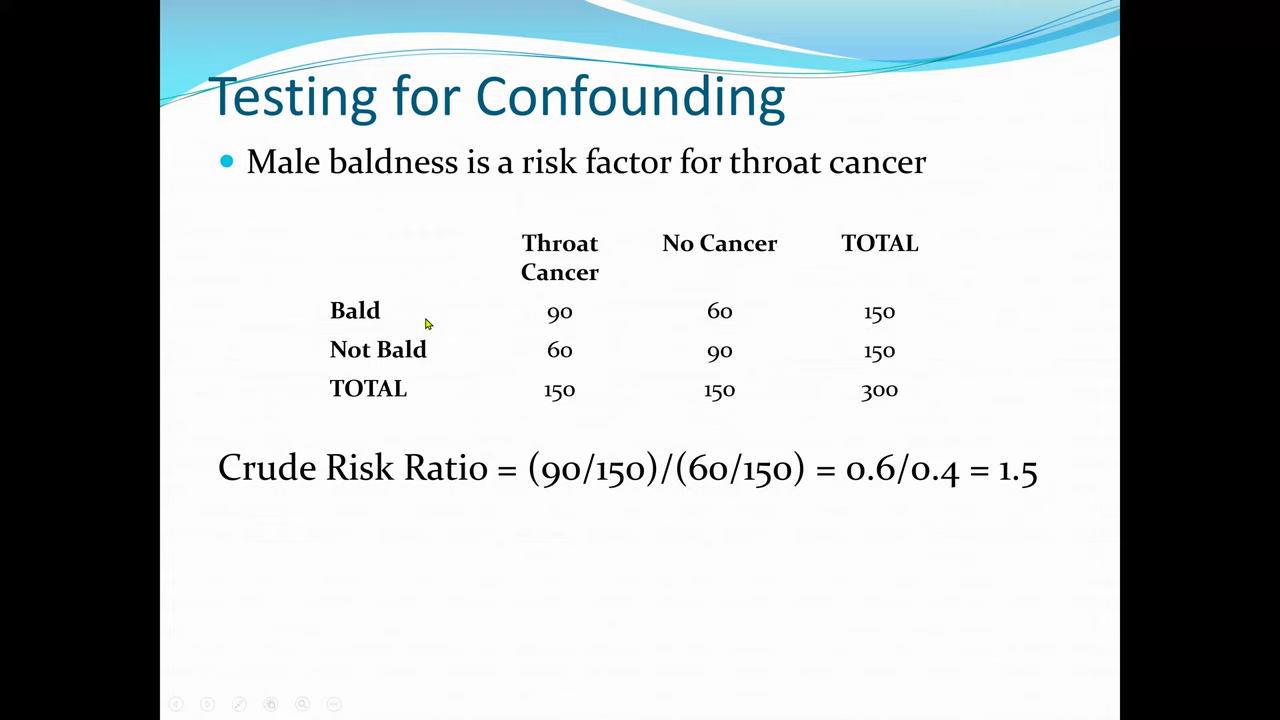 Testing for Confounding
• Male baldness is a risk factor for throat cancer
Throat Cancer No Cancer TOTAL
Bald 90 60 150
Not Bald 60 90 150
TOTAL 150 150 300
Crude Risk Ratio = (90/150)/(60/150) = 0.6/0.4 = 1.5